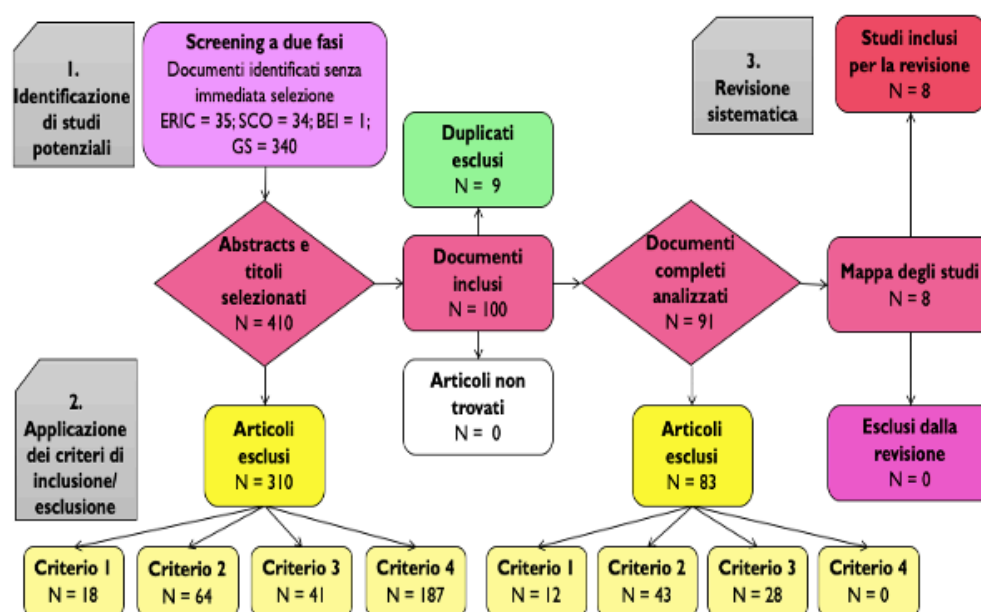 1.
Identificazione
di studi
potenziali
Screening a due fasi
Documenti identificati senza
immediata selezione
ERIC = 35; SCO = 34; BEI = 1;
GS = 340
3.
Revisione
sistematica
Studi inclusi
per la revisione
N = 8
Duplicati
esclusi
N = 9
Abstracts e
titoli
selezionati
N = 410
Documenti
inclusi
N = 100
Documenti
completi
analizzati
N = 91
Mappa degli studi
N = 8
Articoli non
trovati
N = 0
2.
Applicazione
dei criteri di
inclusione/
esclusione
Articoli
esclusi
N = 310
Articoli
esclusi
N = 83
Esclusi dalla
revisione
N = 0
Criterio 1
N = 18
Criterio 2
N = 64
Criterio 3
N = 41
Criterio 4
N = 187
Criterio 1
N = 12
Criterio 2
N = 43
Criterio 3
N = 28
Criterio 4
N = 0